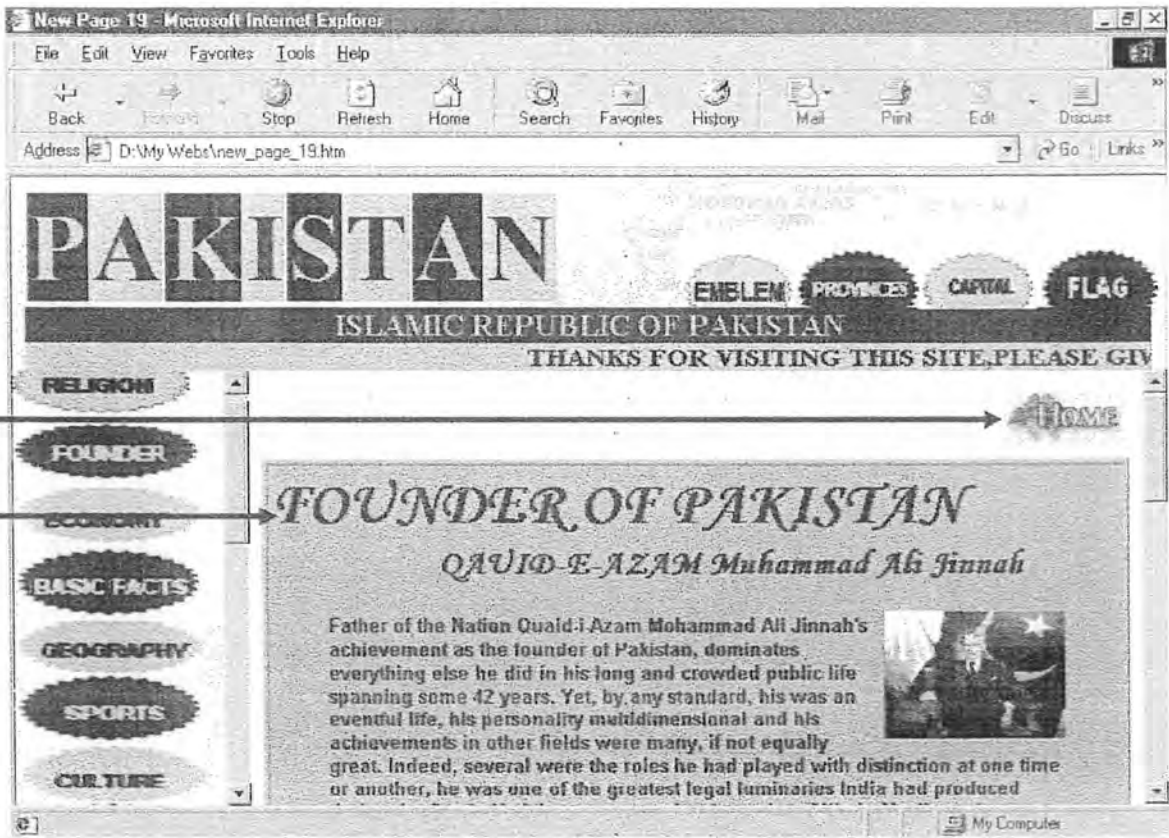 New Page 19 - Microsoft Internet Explorer
File Edit View Favorites Tools Help
Back Forward Stop Refresh Home Search Favorites History Mail Print Edit Discuss
Address D:\My Webs\new_page_19.htm Go Links
PAKISTAN
EMBLEM PROVINCES CAPITAL FLAG
ISLAMIC REPUBLIC OF PAKISTAN
THANKS FOR VISITING THIS SITE,PLEASE GIV
RELIGION
FOUNDER
ECONOMY
BASIC FACTS
GEOGRAPHY
SPORTS
CULTURE
HOME
FOUNDER OF PAKISTAN
QAUID-E-AZAM Muhammad Ali Jinnah
Father of the Nation Quaid-i-Azam Mohammad Ali Jinnah's
achievement as the founder of Pakistan, dominates
everything else he did in his long and crowded public life
spanning some 42 years. Yet, by any standard, his was an
eventful life, his personality multidimensional and his
achievements in other fields were many, if not equally
great. Indeed, several were the roles he had played with distinction at one time
or another, he was one of the greatest legal luminaries India had produced
My Computer